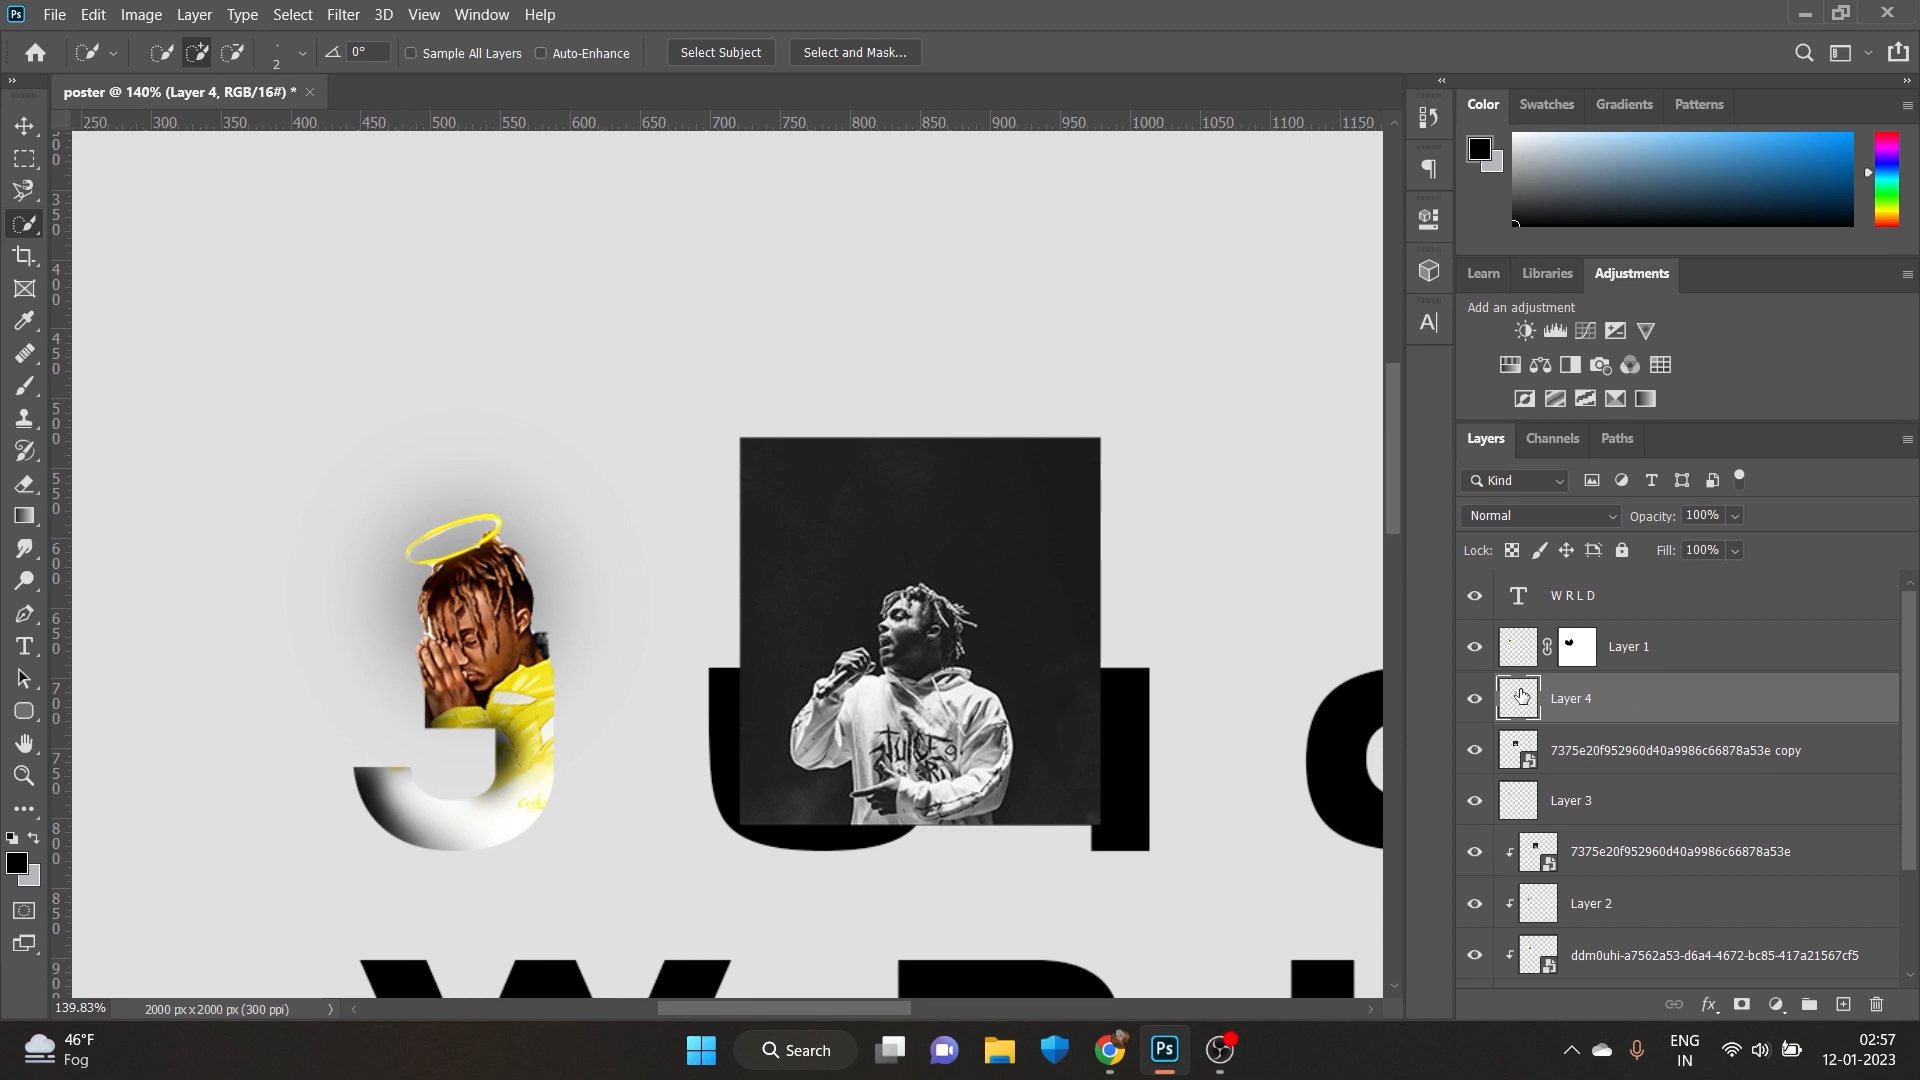 Ps File Edit Image Layer Type Select Filter 3D View Window Help
2 0° Sample All Layers Auto-Enhance Select Subject Select and Mask...
poster @ 140% (Layer 4, RGB/16#) *
250 300 350 400 450 500 550 600 650 700 750 800 850 900 950 1000 1050 1100 1150
Color Swatches Gradients Patterns
Learn Libraries Adjustments
Add an adjustment
Layers Channels Paths
Kind
Normal Opacity: 100%
Lock: Fill: 100%
W R L D
Layer 1
Layer 4
7375e20f952960d40a9986c66878a53e copy
Layer 3
7375e20f952960d40a9986c66878a53e
Layer 2
ddm0uhi-a7562a53-d6a4-4672-bc85-417a21567cf5
139.83% 2000 px x 2000 px (300 ppi)
46°F
Fog
Search
ENG
IN
02:57
12-01-2023